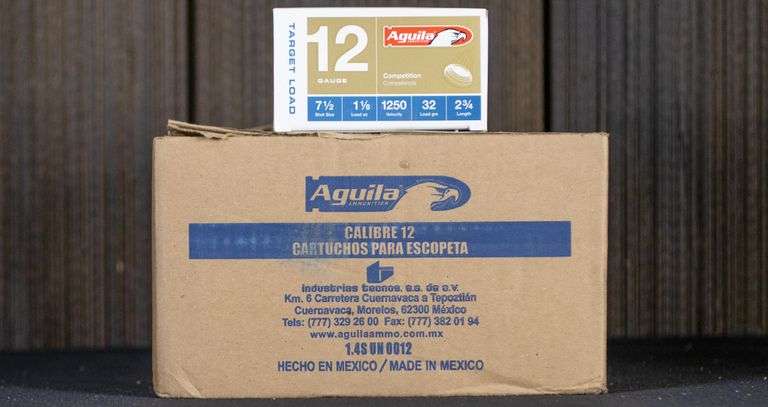 TARGET LOAD
12
GAUGE
Aguila
AMMUNITION
Competition
Competencia
7½ 1⅛ 1250 32 2¾
Shot Size Load oz Velocity Load grs Length
Aguila®
AMMUNITION
CALIBRE 12
CARTUCHOS PARA ESCOPETA
Industrias tecnos, s.a. de c.v.
Km. 6 Carretera Cuernavaca a Tepoztlán
Cuernavaca, Morelos, 62300 México
Tels: (777) 329 26 00 Fax: (777) 382 01 94
www.aguilaammo.com.mx
1.4S UN 0012
HECHO EN MEXICO / MADE IN MEXICO